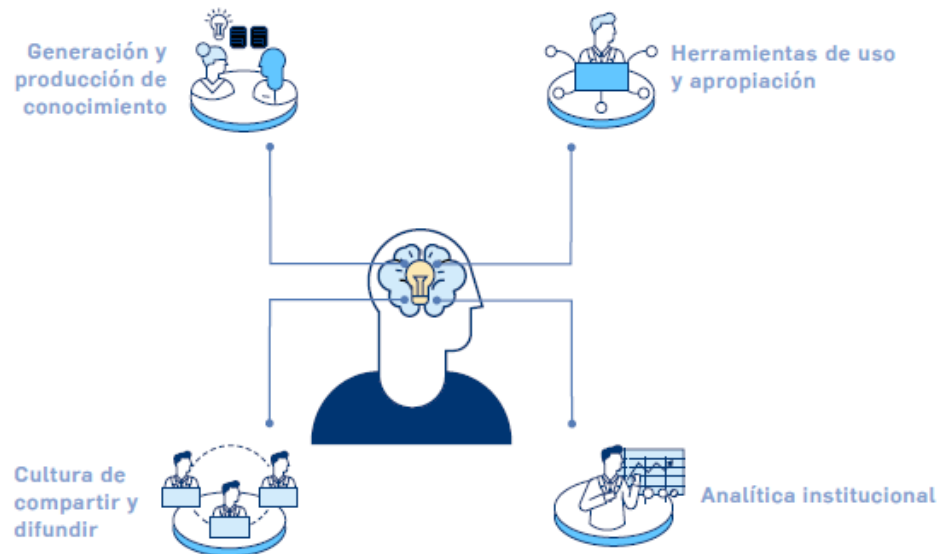 Generación y
producción de
conocimiento
Herramientas de uso
y apropiación
Cultura de
compartir y
difundir
Analítica institucional